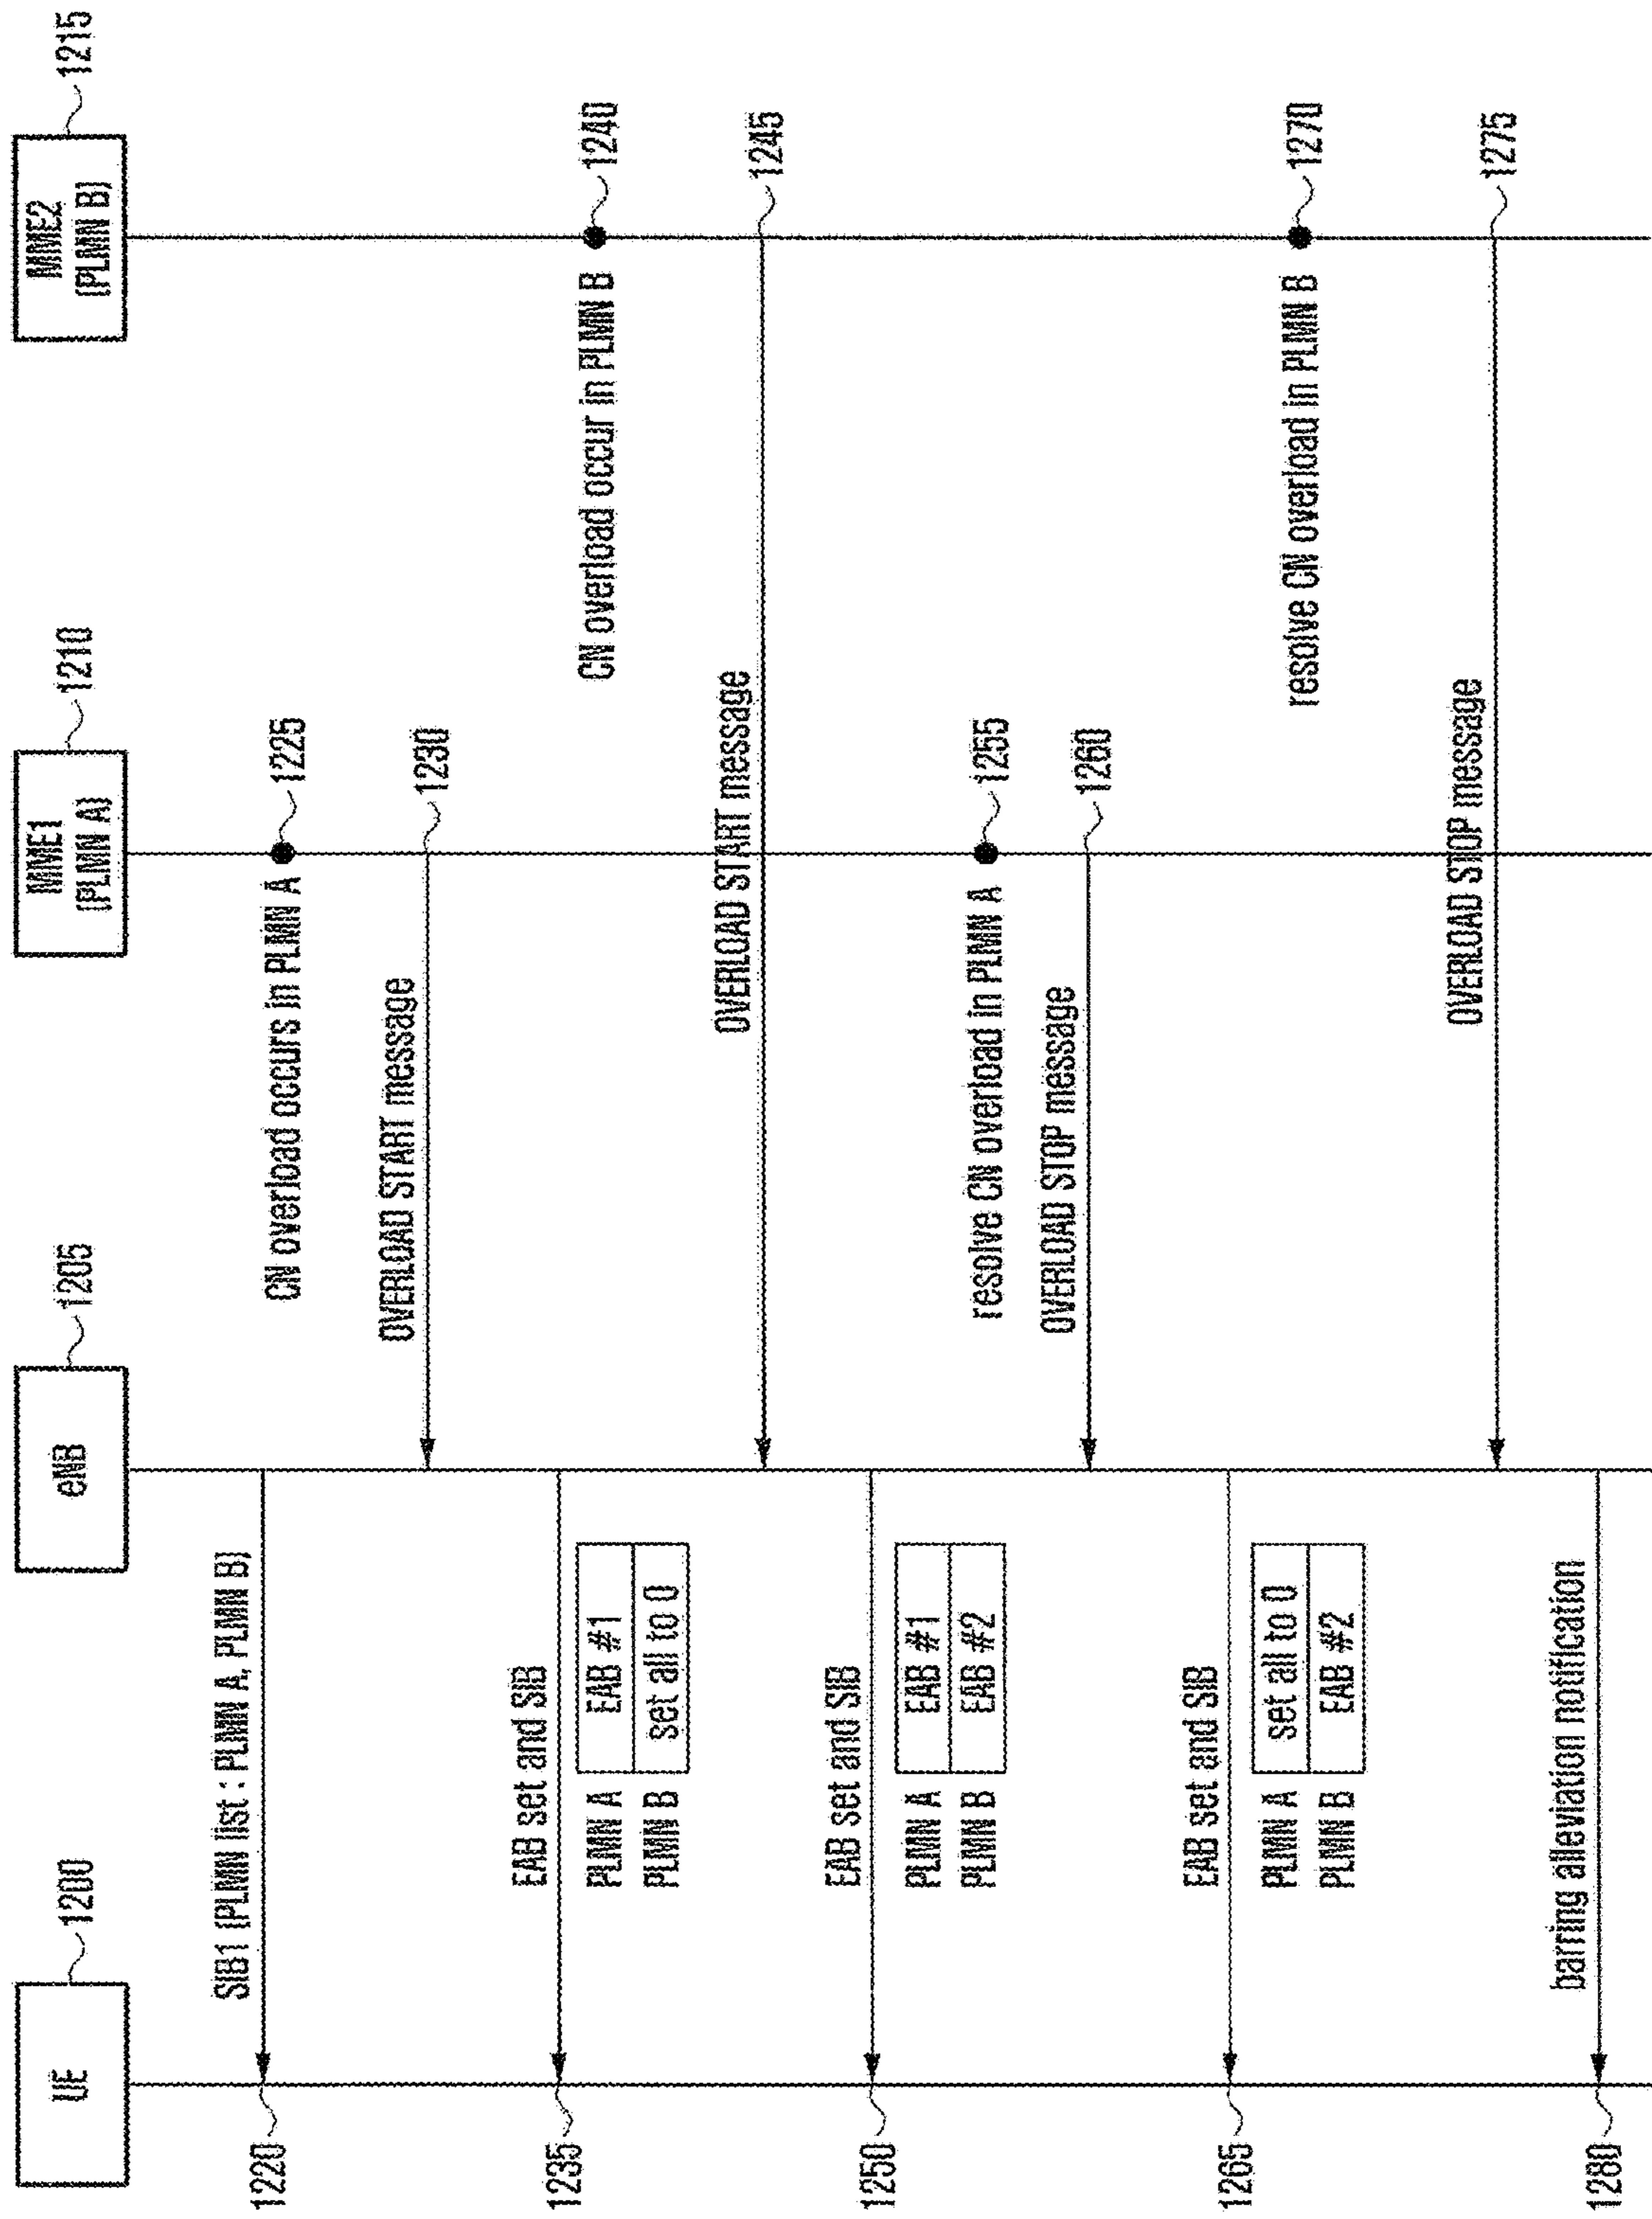 UE
1200
eNB
1205
MME1
(PLMN A)
1210
MME2
(PLMN B)
1215
SIB1 (PLMN list : PLMN A, PLMN B)
1220
CN overload occurs in PLMN A
1225
OVERLOAD START message
1230
EAB set and SIB
1235
PLMN A EAB #1
PLMN B set all to 0
CN overload occur in PLMN B
1240
OVERLOAD START message
1245
EAB set and SIB
1250
PLMN A EAB #1
PLMN B EAB #2
resolve CN overload in PLMN A
1255
OVERLOAD STOP message
1260
EAB set and SIB
1265
PLMN A set all to 0
PLMN B EAB #2
resolve CN overload in PLMN B
1270
OVERLOAD STOP message
1275
barring alleviation notification
1280